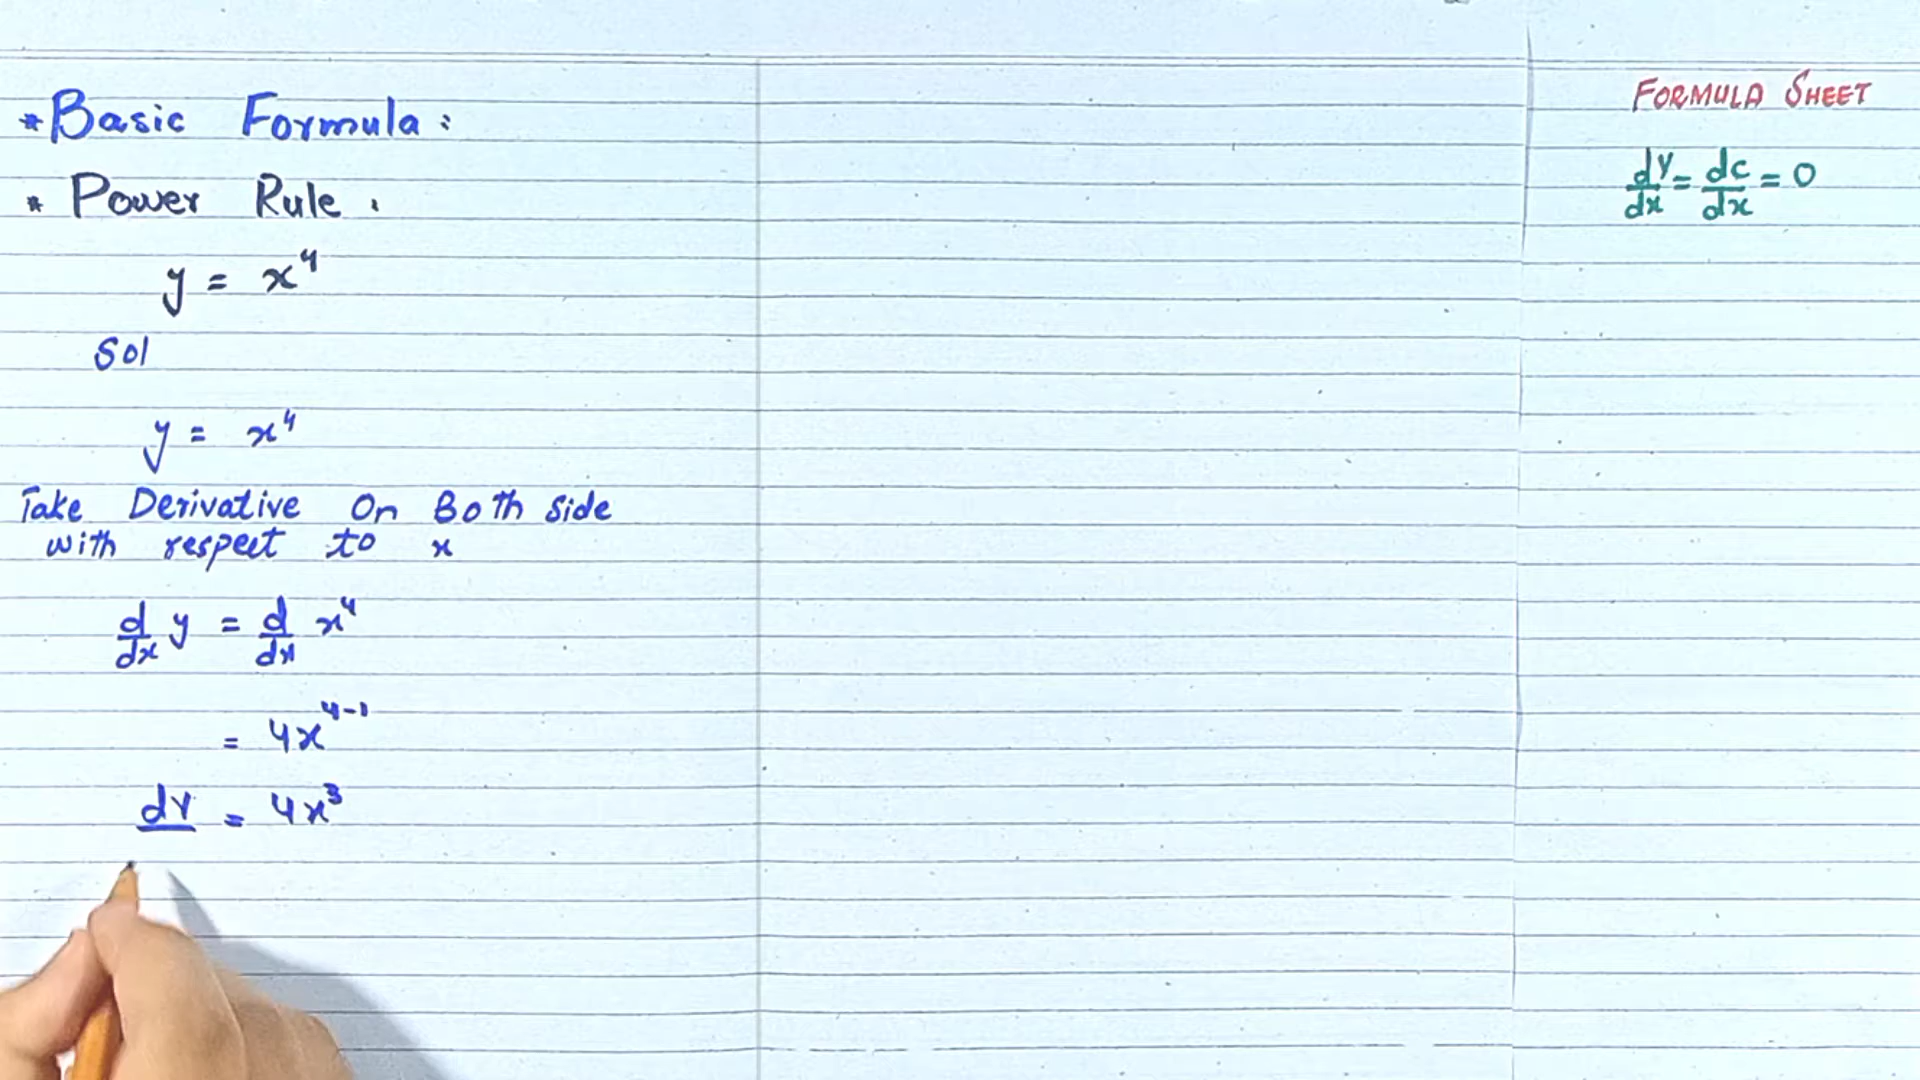 *Basic Formula:
* Power Rule.
y = x⁴
Sol
y = x⁴
Take Derivative On Both side
with respect to x
d/dx y = d/dx x⁴
= 4x⁴⁻¹
dy = 4x³
FORMULA SHEET
dy/dx = dc/dx = 0